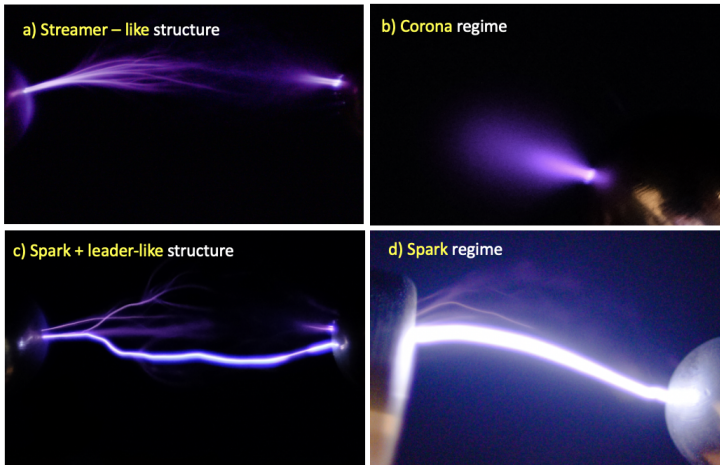 a) Streamer – like structure
b) Corona regime
c) Spark + leader-like structure
d) Spark regime